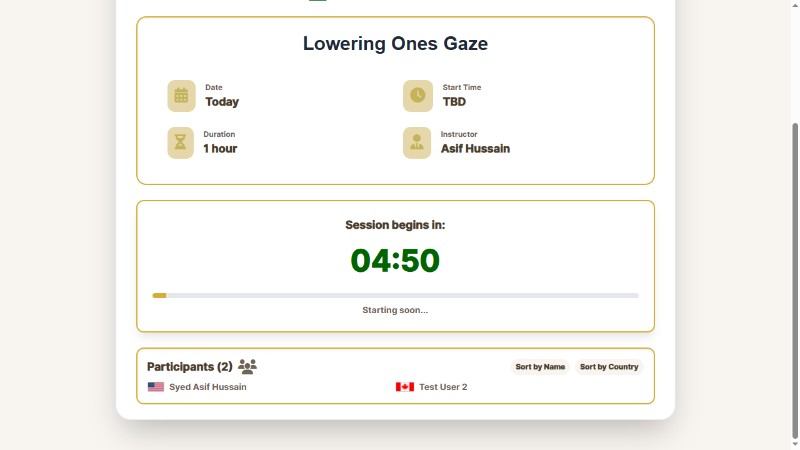 Lowering Ones Gaze
Date
Today
Start Time
TBD
Duration
1 hour
Instructor
Asif Hussain
Session begins in:
04:50
Starting soon...
Participants (2)
Sort by Name
Sort by Country
Syed Asif Hussain
Test User 2